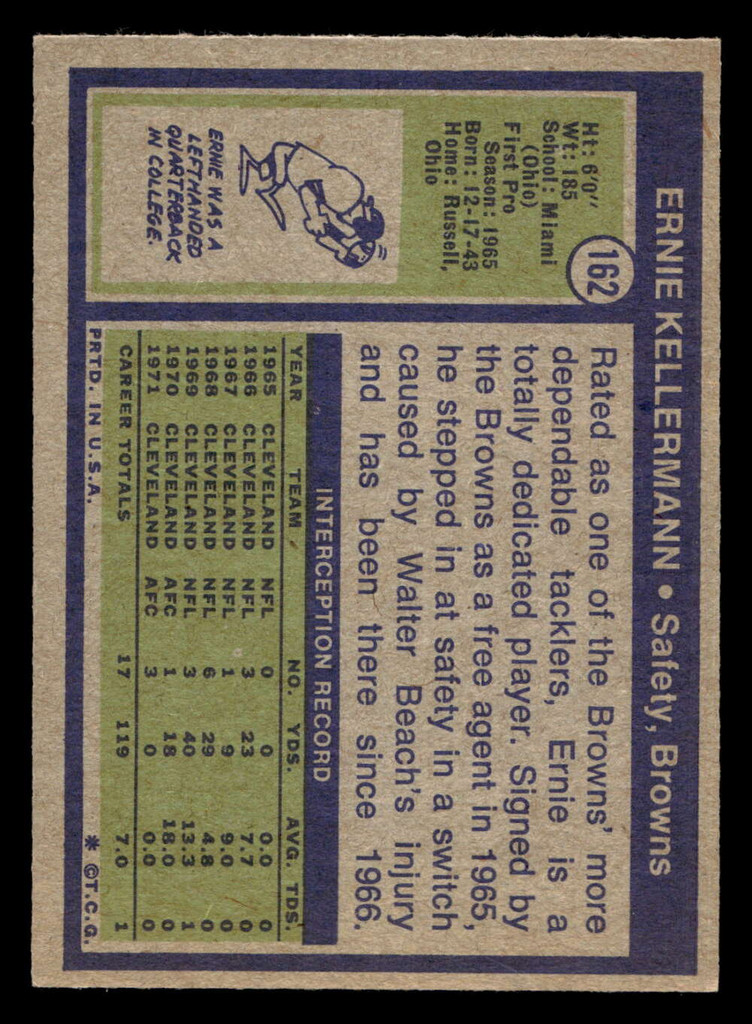 ERNIE KELLERMANN • Safety, Browns
162
Ht: 6'0"
Wt: 185
School: Miami
(Ohio)
First Pro
Season: 1965
Born: 12-17-43
Home: Russell,
Ohio
ERNIE WAS A
LEFTHANDED
QUARTERBACK
IN COLLEGE.
Rated as one of the Browns' more
dependable tacklers, Ernie is a
totally dedicated player. Signed by
the Browns as a free agent in 1965,
he stepped in at safety in a switch
caused by Walter Beach's injury
and has been there since 1966.
INTERCEPTION RECORD
YEAR TEAM NO. YDS. AVG. TDS.
1965 CLEVELAND NFL 0 0 0.0 0
1966 CLEVELAND NFL 3 23 7.7 0
1967 CLEVELAND NFL 1 9 9.0 0
1968 CLEVELAND NFL 6 29 4.8 0
1969 CLEVELAND NFL 3 40 13.3 1
1970 CLEVELAND AFC 1 18 18.0 0
1971 CLEVELAND AFC 3 0 0.0 0
CAREER TOTALS 17 119 7.0 1
PRTD. IN U.S.A. * ©T.C.G.